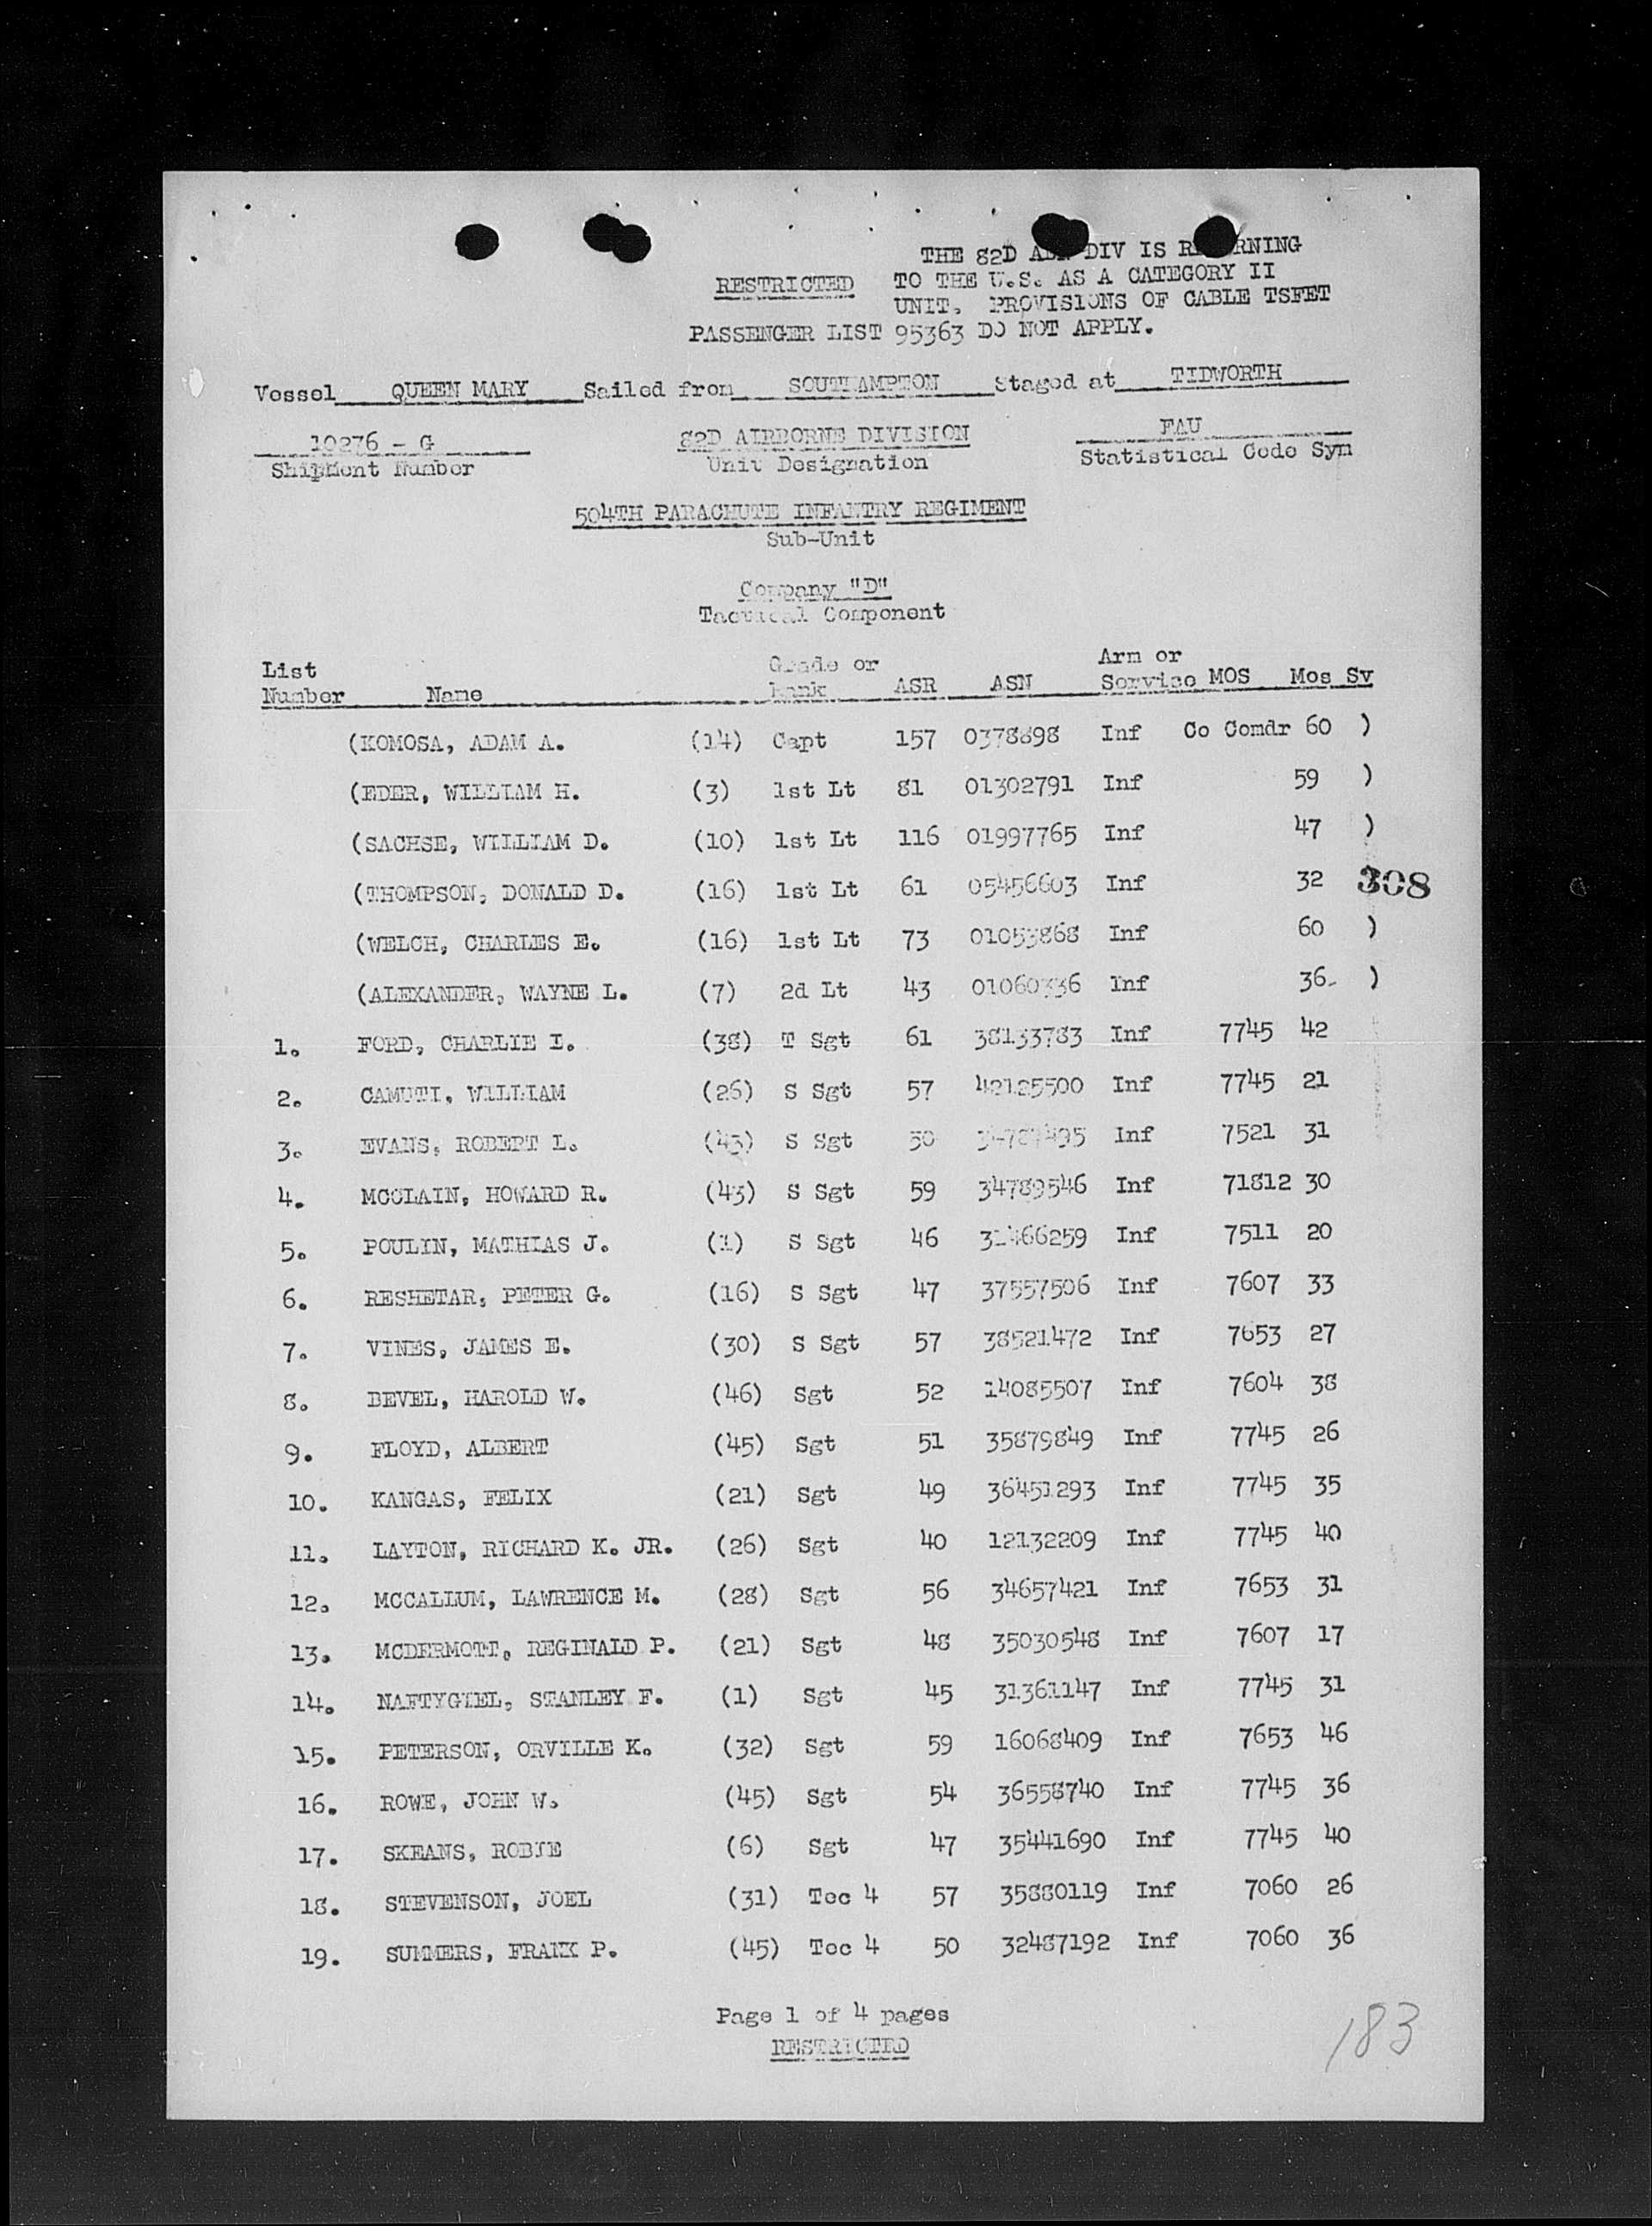 THE 82D DIV IS
RESTRICTED TO THE U.S. AS A CATEGORY II
UNIT. PROVISIONS OF CABLE TSFET
PASSENGER LIST 95363 DO NOT APPLY.
Vessel QUEEN MARY Sailed from SOUTHAMPTON Staged at TIDWORTH
10276 - G 82D AIRBORNE DIVISION FAU
Shipment Number Unit Designation Statistical Code Sym
504TH PARACHUTE INFANTRY REGIMENT
Sub-Unit
Company "D"
Tactical Component
List Grade or Arm or
Number Name Rank ASR ASN Service MOS Mos Sv
(KOMOSA, ADAM A. (14) Capt 157 0378898 Inf Co Comdr 60 )
(EDER, WILLIAM H. (3) 1st Lt 81 01302791 Inf 59 )
(SACHSE, WILLIAM D. (10) 1st Lt 116 01997765 Inf 47 )
(THOMPSON, DONALD D. (16) 1st Lt 61 05456603 Inf 32 308
(WELCH, CHARLES E. (16) 1st Lt 73 01053868 Inf 60 )
(ALEXANDER, WAYNE L. (7) 2d Lt 43 01060336 Inf 36 )
1. FORD, CHARLIE I. (38) T Sgt 61 38133783 Inf 7745 42
2. CAMUTI, WILLIAM (26) S Sgt 57 42125500 Inf 7745 21
3. EVANS, ROBERT L. (43) S Sgt 50 Inf 7521 31
4. MCCLAIN, HOWARD R. (43) S Sgt 59 34789546 Inf 71812 30
5. POULIN, MATHIAS J. (1) S Sgt 46 31466259 Inf 7511 20
6. RESHETAR, PETER G. (16) S Sgt 47 37557506 Inf 7607 33
7. VINES, JAMES E. (30) S Sgt 57 38521472 Inf 7653 27
8. BEVEL, HAROLD W. (46) Sgt 52 14085507 Inf 7604 38
9. FLOYD, ALBERT (45) Sgt 51 35879849 Inf 7745 26
10. KANGAS, FELIX (21) Sgt 49 36451293 Inf 7745 35
11. LAYTON, RICHARD K. JR. (26) Sgt 40 12132209 Inf 7745 40
12. MCCALLUM, LAWRENCE M. (28) Sgt 56 34657421 Inf 7653 31
13. MCDERMOTT, REGINALD P. (21) Sgt 48 35030548 Inf 7607 17
14. NAFTYGIEL, STANLEY F. (1) Sgt 45 31361147 Inf 7745 31
15. PETERSON, ORVILLE K. (32) Sgt 59 16068409 Inf 7653 46
16. ROWE, JOHN W. (45) Sgt 54 36558740 Inf 7745 36
17. SKEANS, ROBIE (6) Sgt 47 35441690 Inf 7745 40
18. STEVENSON, JOEL (31) Tec 4 57 35880119 Inf 7060 26
19. SUMMERS, FRANK P. (45) Tec 4 50 32487192 Inf 7060 36
Page 1 of 4 pages
RESTRICTED
183